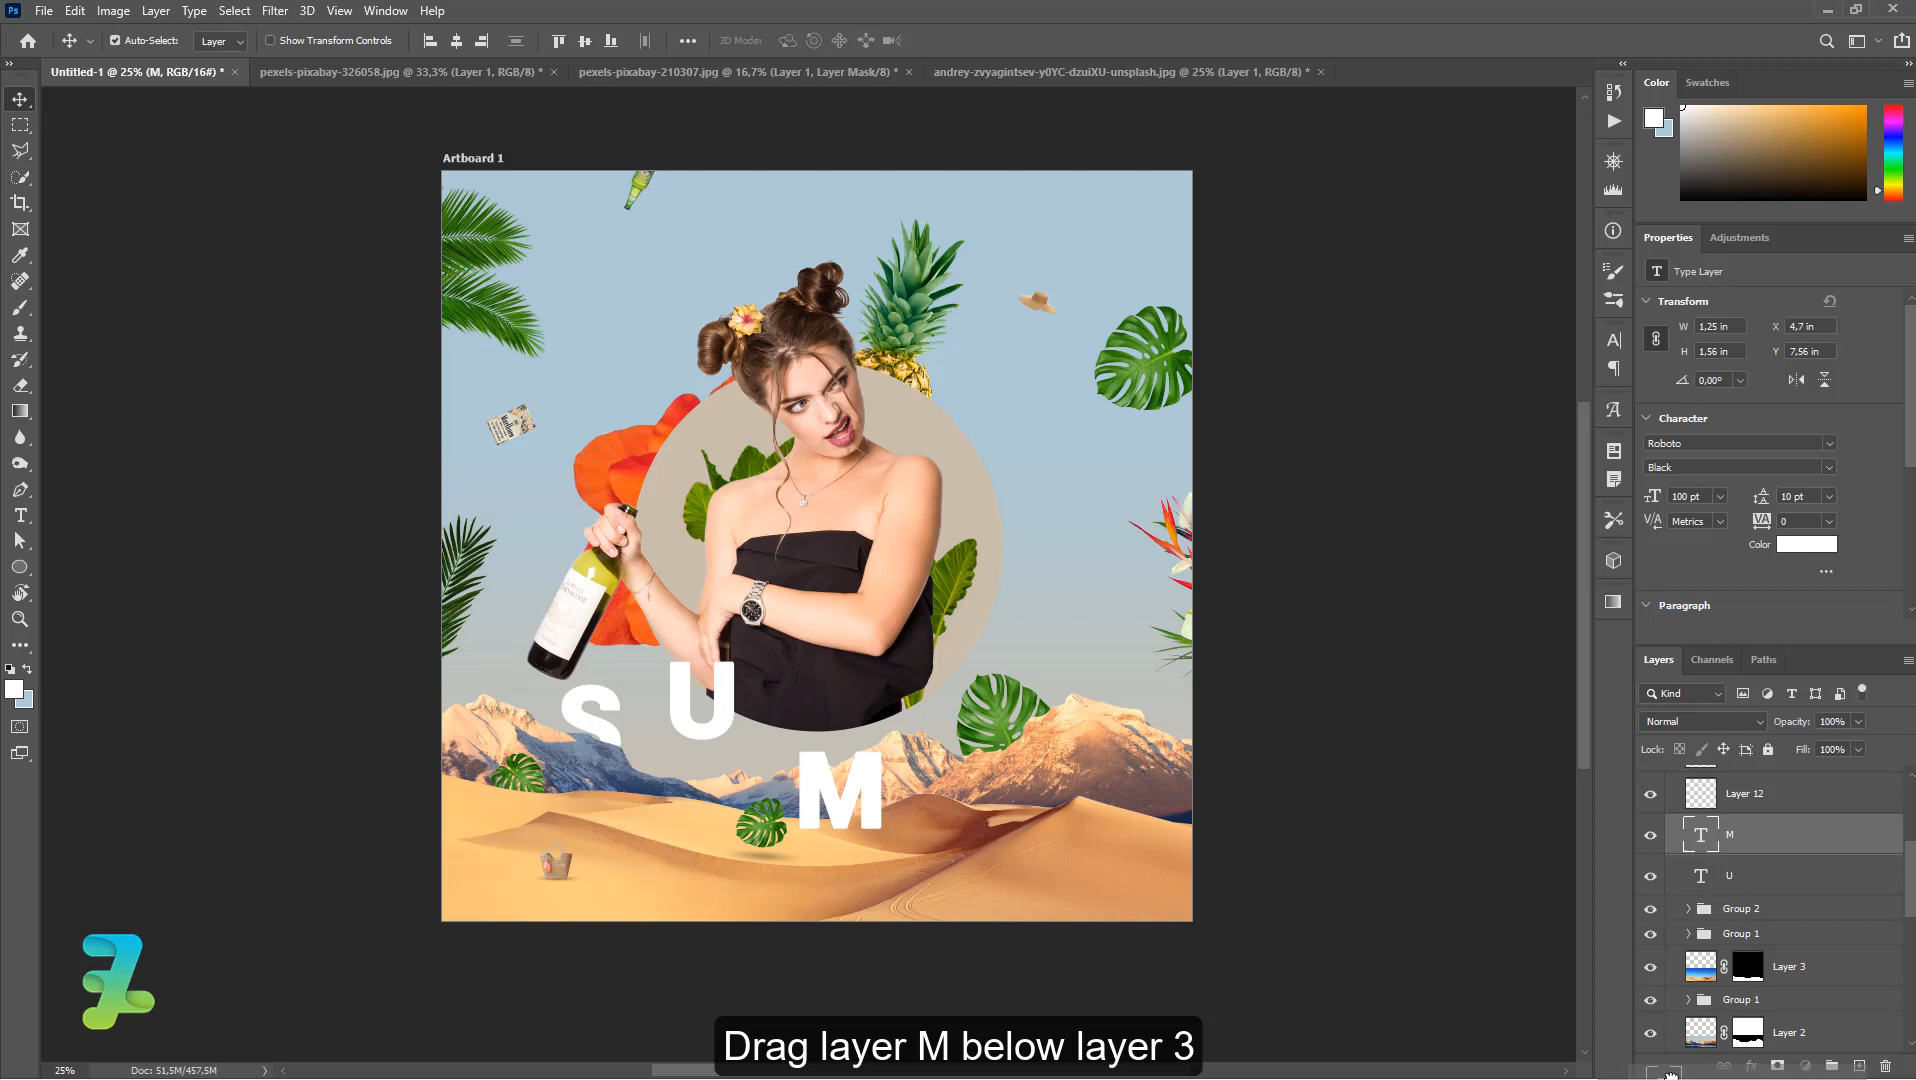 File Edit Image Layer Type Select Filter 3D View Window Help
Auto-Select: Layer Show Transform Controls 3D Mode:
Untitled-1 @ 25% (M, RGB/16#) * pexels-pixabay-326058.jpg @ 33,3% (Layer 1, RGB/8) * pexels-pixabay-210307.jpg @ 16,7% (Layer 1, Layer Mask/8) * andrey-zvyagintsev-y0YC-dzuiXU-unsplash.jpg @ 25% (Layer 1, RGB/8) *
Color Swatches
Artboard 1
Properties Adjustments
Type Layer
Transform
W 1,25 in X 4,7 in
H 1,56 in Y 7,56 in
0,00°
Character
Roboto
Black
100 pt 10 pt
Metrics 0
Color
Paragraph
Layers Channels Paths
Kind
Normal Opacity: 100%
Lock: Fill: 100%
Layer 12
M
U
Group 2
Group 1
Layer 3
Group 1
Layer 2
S U
M
Drag layer M below layer 3
25% Doc: 51,5M/457,5M